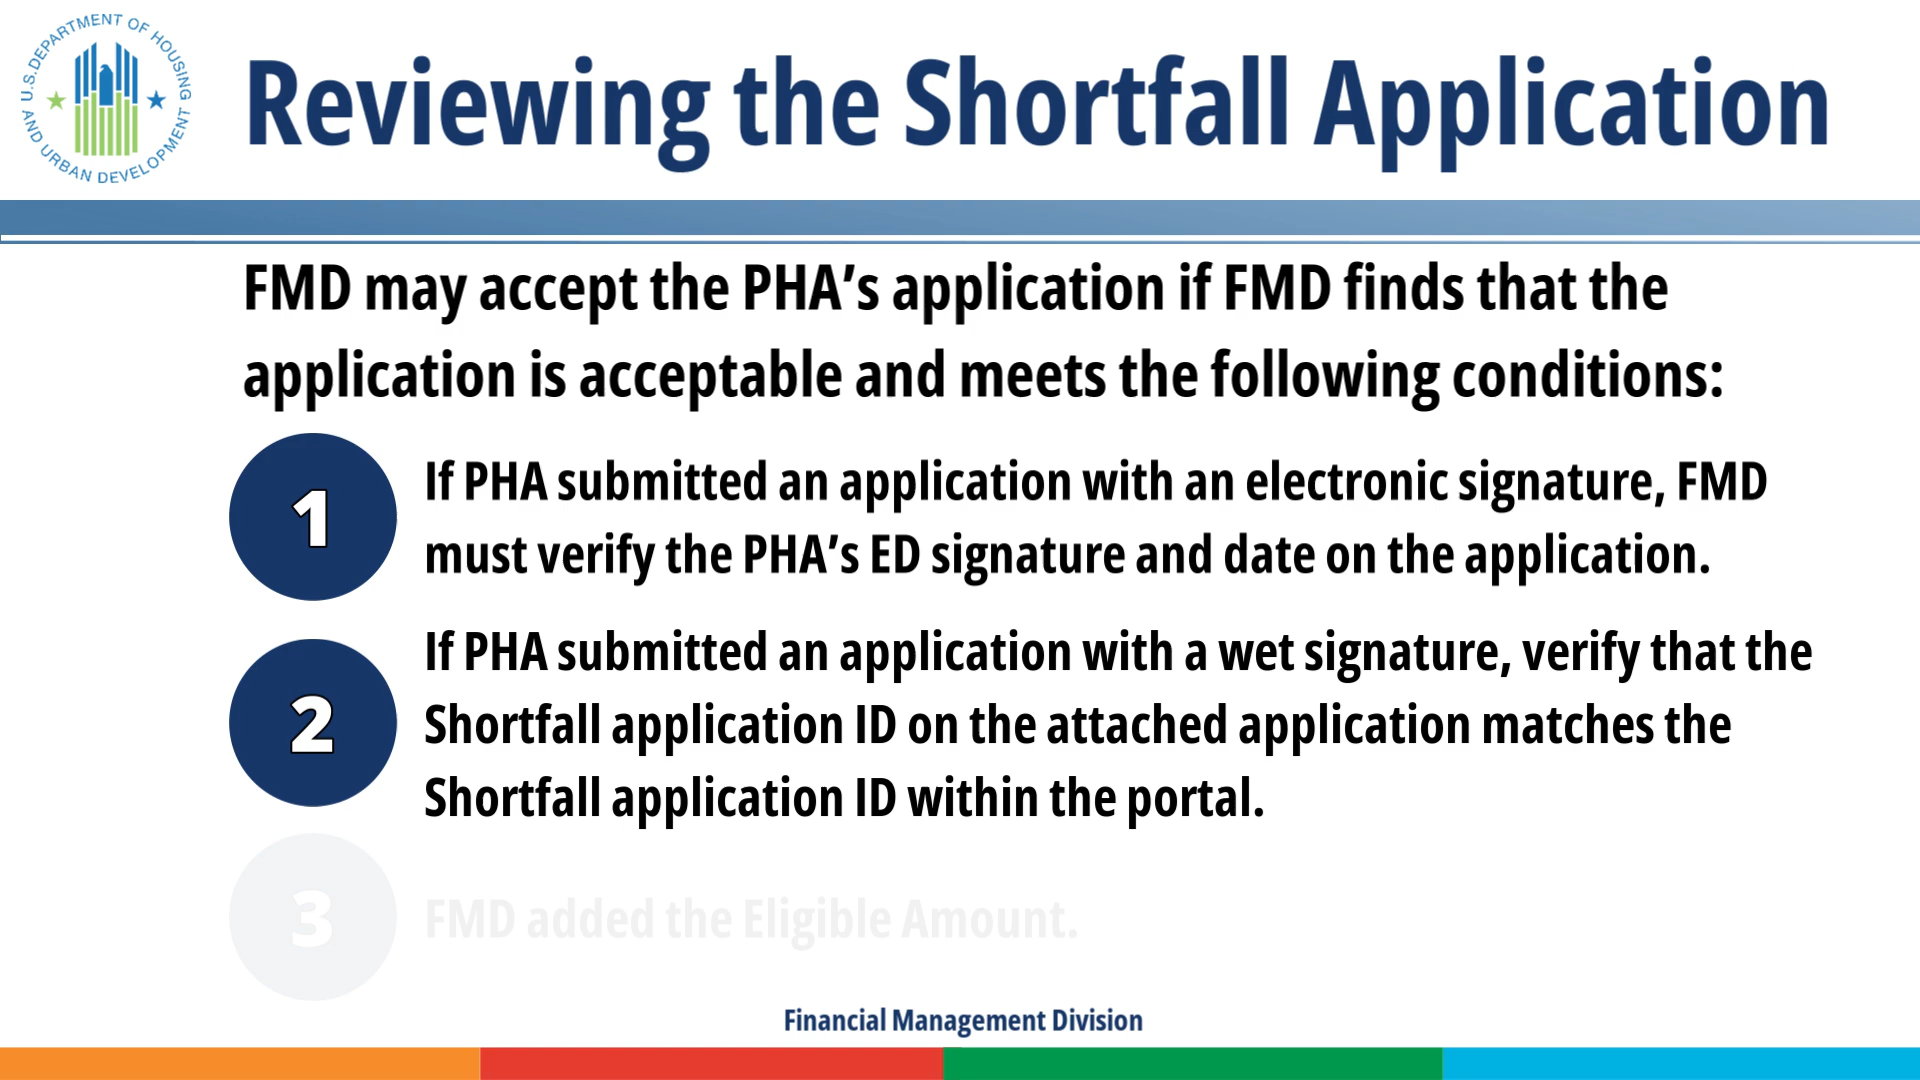 U.S. DEPARTMENT OF HOUSING
AND URBAN DEVELOPMENT
Reviewing the Shortfall Application
FMD may accept the PHA’s application if FMD finds that the
application is acceptable and meets the following conditions:
1
If PHA submitted an application with an electronic signature, FMD
must verify the PHA’s ED signature and date on the application.
2
If PHA submitted an application with a wet signature, verify that the
Shortfall application ID on the attached application matches the
Shortfall application ID within the portal.
3
FMD added the Eligible Amount.
Financial Management Division